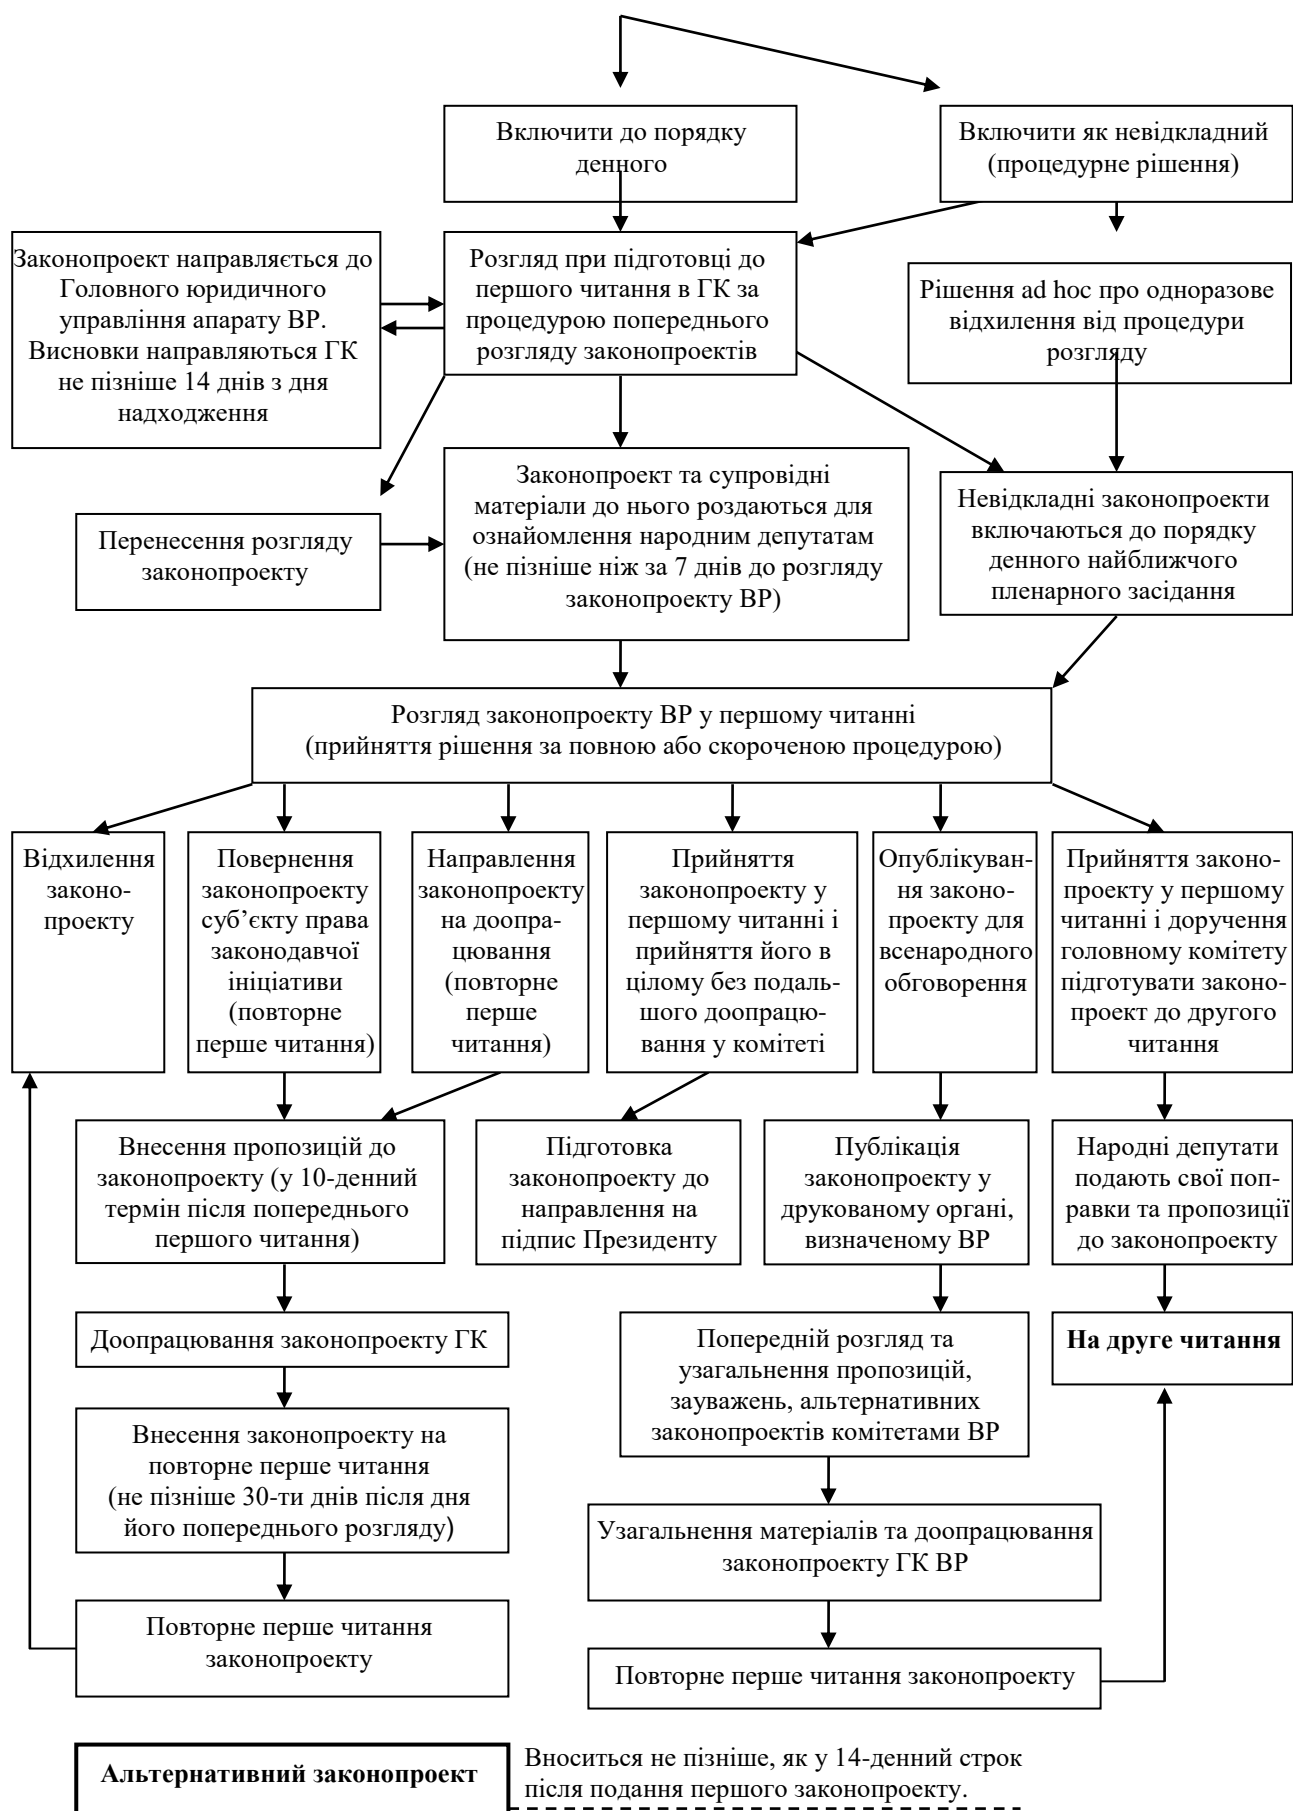 Включити до порядку
денного
Включити як невідкладний
(процедурне рішення)
Законопроект направляється до
Головного юридичного
управління апарату ВР.
Висновки направляються ГК
не пізніше 14 днів з дня
надходження
Розгляд при підготовці до
першого читання в ГК за
процедурою попереднього
розгляду законопроектів
Рішення ad hoc про одноразове
відхилення від процедури
розгляду
Перенесення розгляду
законопроекту
Законопроект та супровідні
матеріали до нього роздаються для
ознайомлення народним депутатам
(не пізніше ніж за 7 днів до розгляду
законопроекту ВР)
Невідкладні законопроекти
включаються до порядку
денного найближчого
пленарного засідання
Розгляд законопроекту ВР у першому читанні
(прийняття рішення за повною або скороченою процедурою)
Відхилення
законо-
проекту
Повернення
законопроекту
суб’єкту права
законодавчої
ініціативи
(повторне
перше читання)
Направлення
законопроекту
на доопра-
цювання
(повторне
перше
читання)
Прийняття
законопроекту у
першому читанні і
прийняття його в
цілому без подаль-
шого доопрацю-
вання у комітеті
Опублікуван-
ня законо-
проекту для
всенародного
обговорення
Прийняття законо-
проекту у першому
читанні і доручення
головному комітету
підготувати законо-
проект до другого
читання
Внесення пропозицій до
законопроекту (у 10-денний
термін після попереднього
першого читання)
Підготовка
законопроекту до
направлення на
підпис Президенту
Публікація
законопроекту у
друкованому органі,
визначеному ВР
Народні депутати
подають свої поп-
равки та пропозиції
до законопроекту
Доопрацювання законопроекту ГК
Попередній розгляд та
узагальнення пропозицій,
зауважень, альтернативних
законопроектів комітетами ВР
На друге читання
Внесення законопроекту на
повторне перше читання
(не пізніше 30-ти днів після дня
його попереднього розгляду)
Узагальнення матеріалів та доопрацювання
законопроекту ГК ВР
Повторне перше читання
законопроекту
Повторне перше читання законопроекту
Альтернативний законопроект
Вноситься не пізніше, як у 14-денний строк
після подання першого законопроекту.